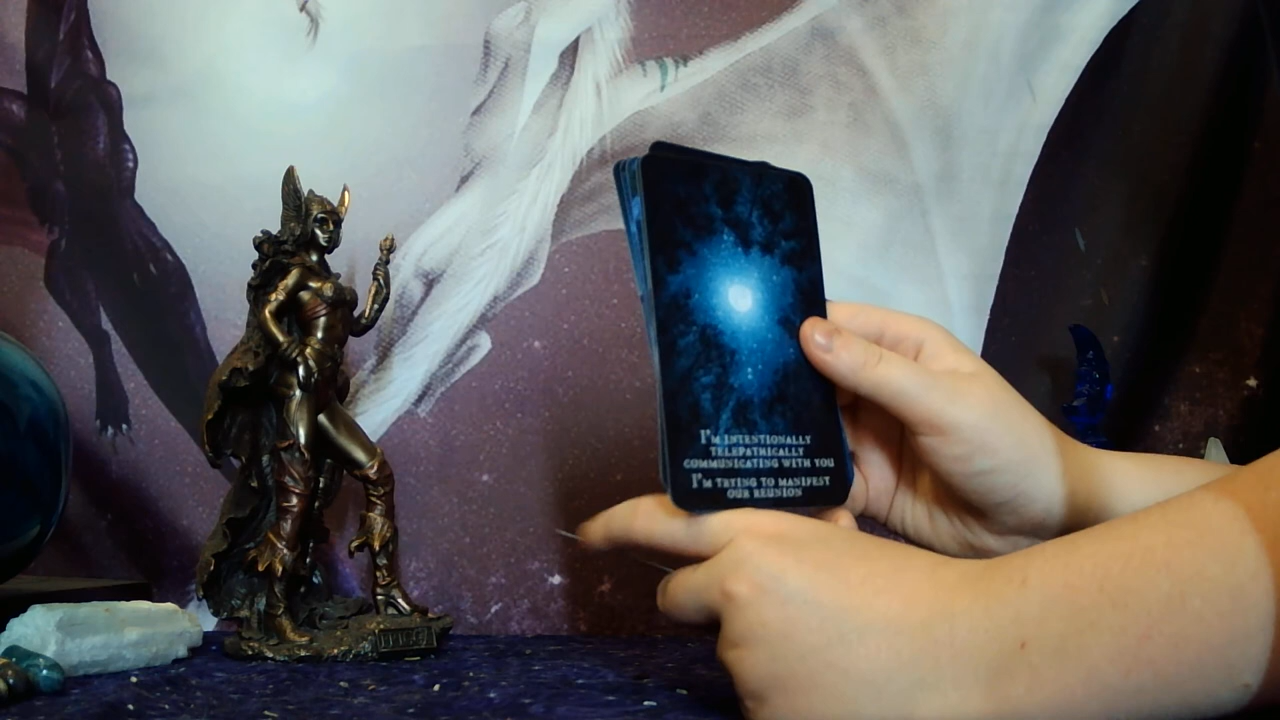 I'm intentionally
telepathically
communicating with you
I'm trying to manifest
our reunion